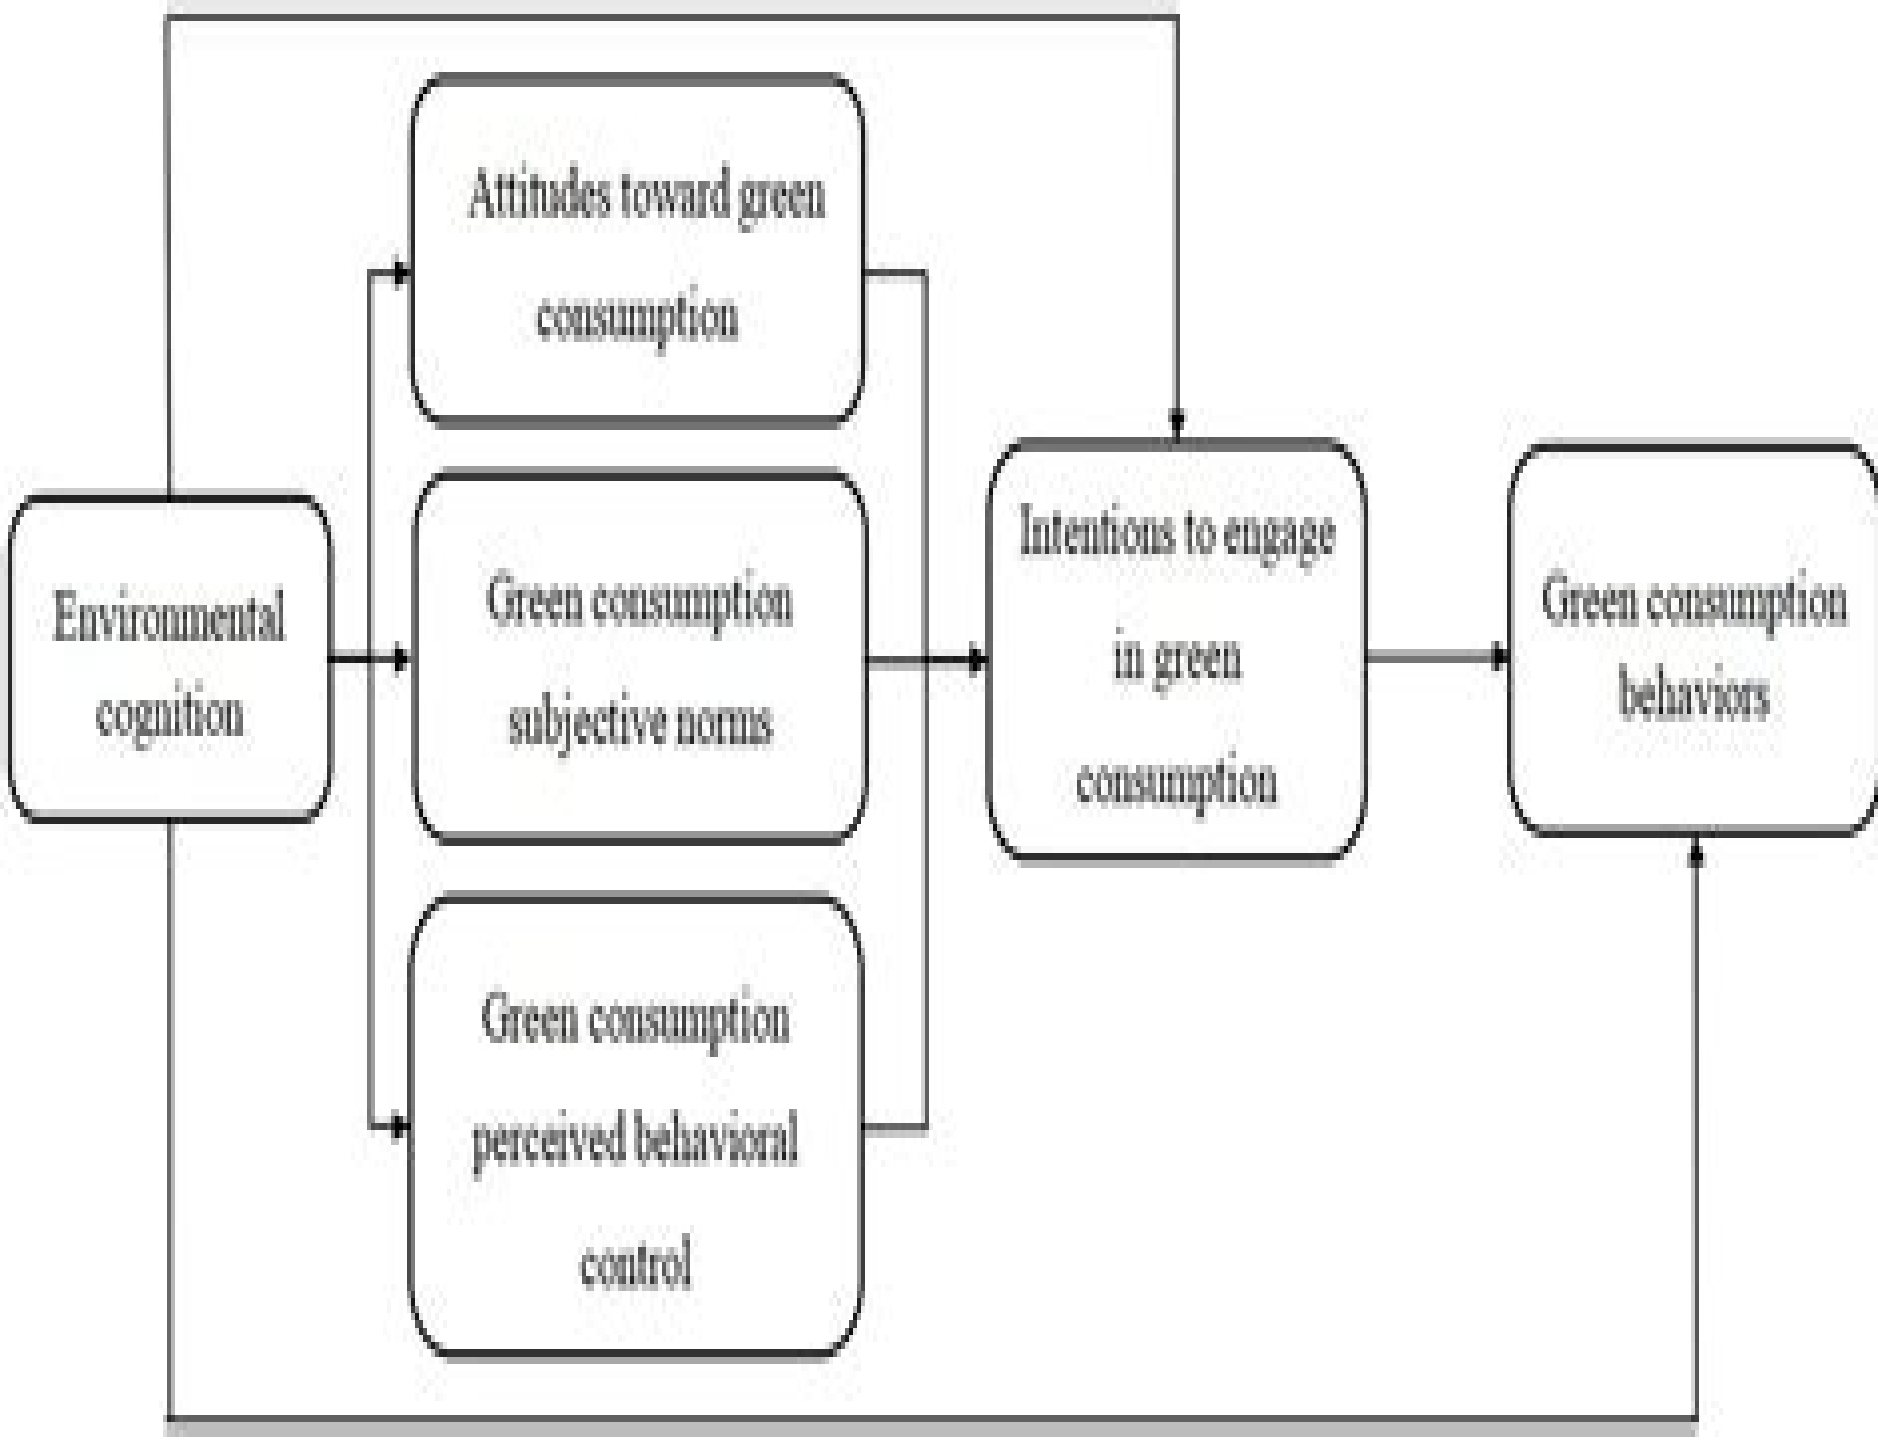 Attitudes toward green
consumption
Environmental
cognition
Green consumption
subjective norms
Green consumption
perceived behavioral
control
Intentions to engage
in green
consumption
Green consumption
behaviors